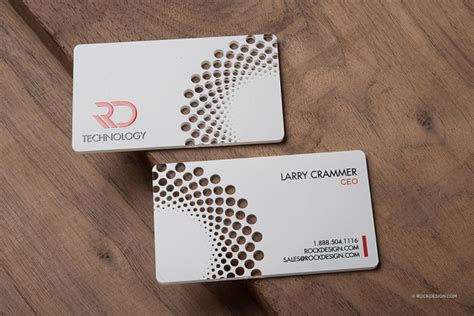 RD
TECHNOLOGY
LARRY CRAMMER
CEO
1.888.504.1116
ROCKDESIGN.COM
SALES@ROCKDESIGN.COM
© ROCKDESIGN.COM